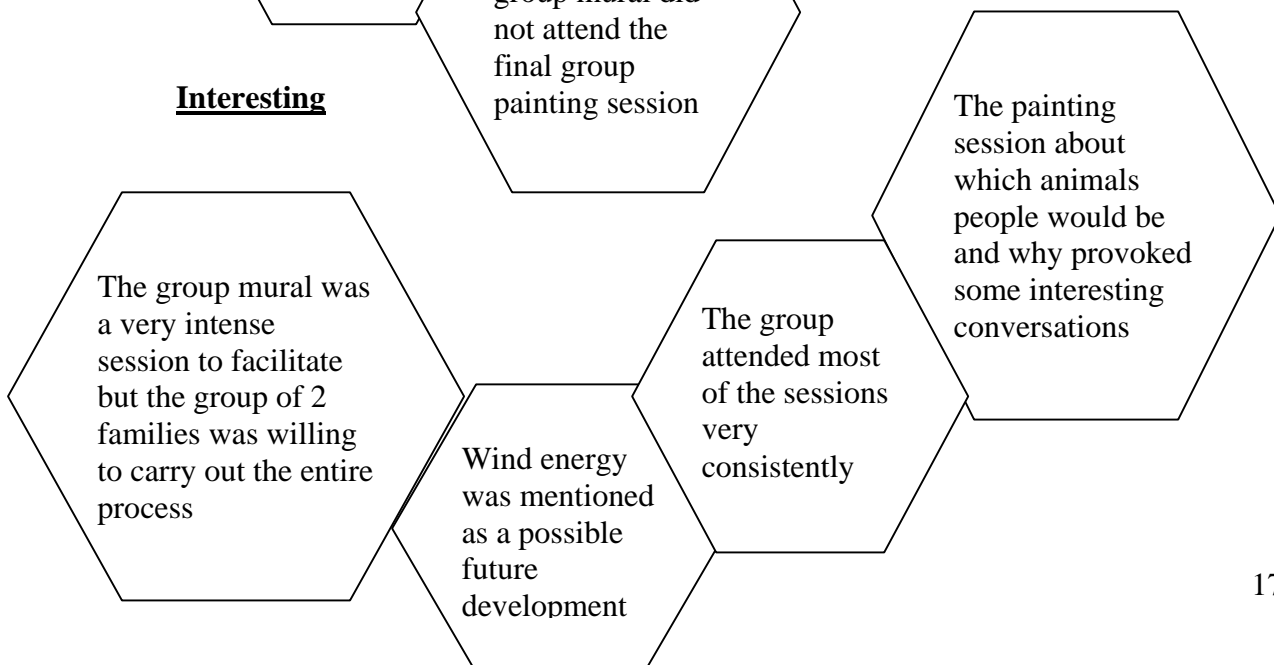 group mural did
not attend the
final group
painting session
Interesting
The painting
session about
which animals
people would be
and why provoked
some interesting
conversations
The group mural was
a very intense
session to facilitate
but the group of 2
families was willing
to carry out the entire
process
The group
attended most
of the sessions
very
consistently
Wind energy
was mentioned
as a possible
future
development
17